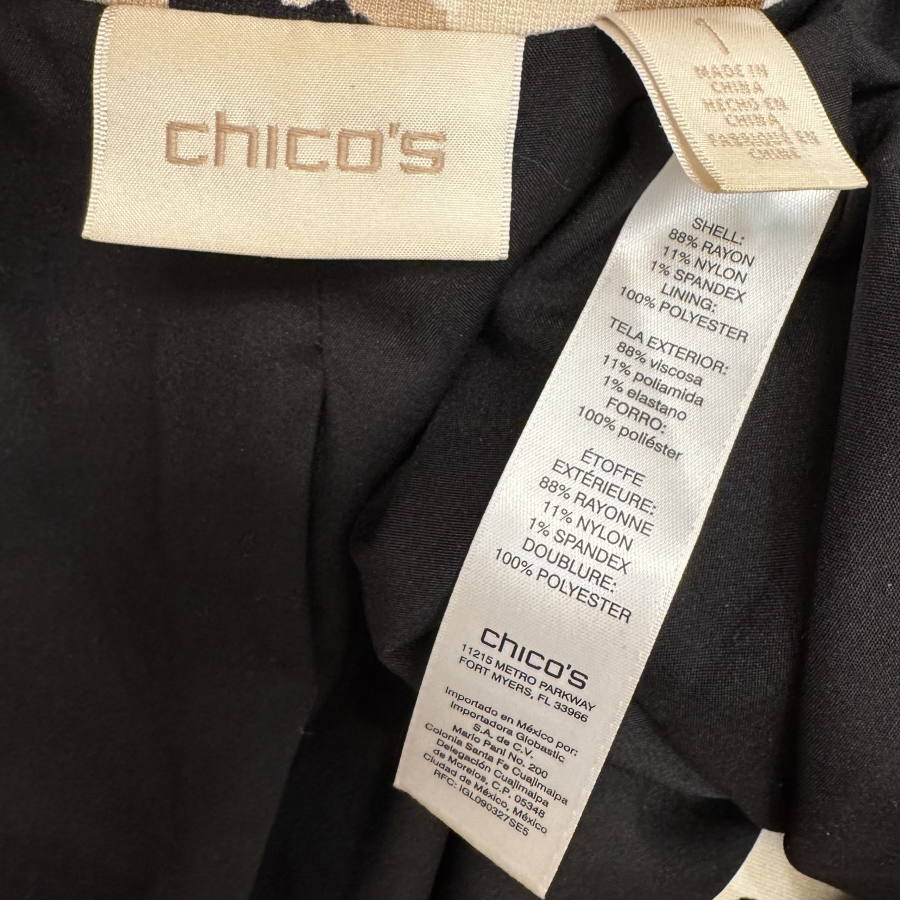 chico's
1
MADE IN
CHINA
HECHO EN
CHINA
FABRIQUÉ EN
CHINE
SHELL:
88% RAYON
11% NYLON
1% SPANDEX
LINING:
100% POLYESTER
TELA EXTERIOR:
88% viscosa
11% poliamida
1% elastano
FORRO:
100% poliéster
ÉTOFFE
EXTÉRIEURE:
88% RAYONNE
11% NYLON
1% SPANDEX
DOUBLURE:
100% POLYESTER
chico's
11215 METRO PARKWAY
FORT MYERS, FL 33966
Importado en México por:
Importadora Globastic
S.A. de C.V.
Mario Pani No. 200
Colonia Santa Fe Cuajimalpa
Delegación Cuajimalpa
de Morelos, C.P. 05348
Ciudad de México, México
RFC: IGL090327SE5